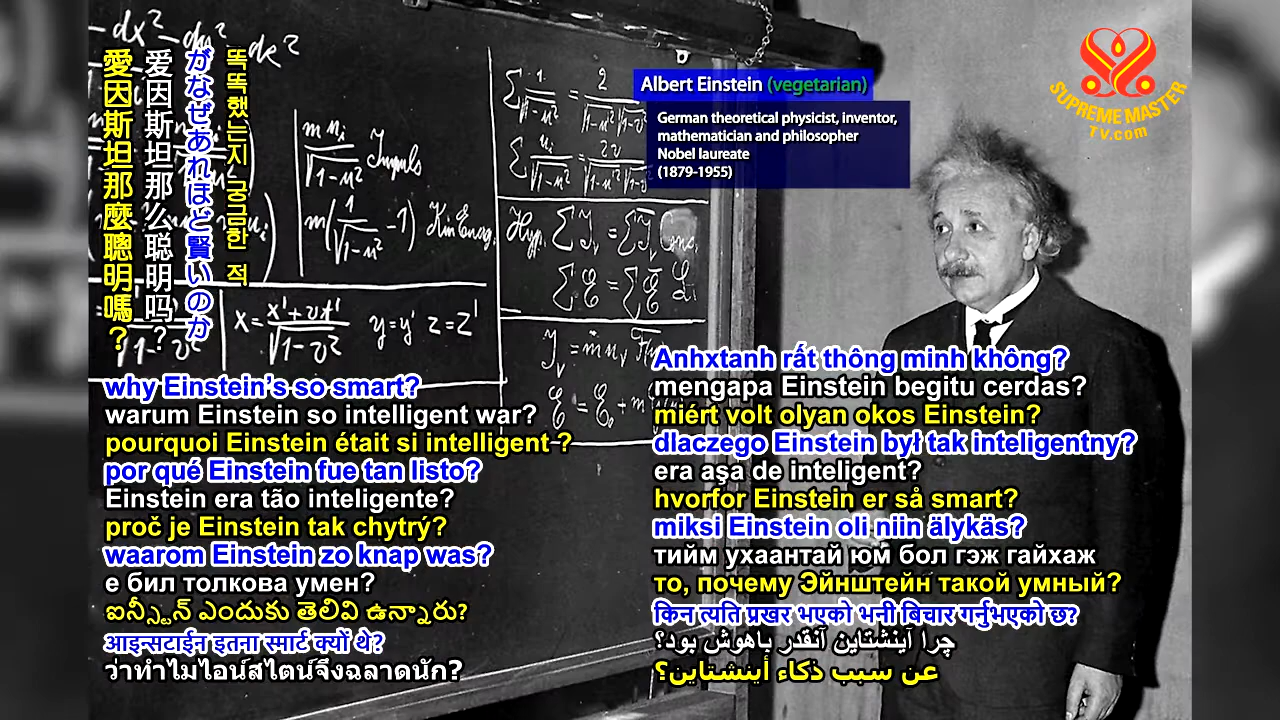 - dx² - dy² - dz²
愛因斯坦那麼聰明嗎？
爱因斯坦那么聪明吗？
がなぜあれほど賢いのか
똑똑했는지 궁금한 적
Impuls
x = x' + vt' / √1-v² y = y' z = z'
Albert Einstein (vegetarian)
German theoretical physicist, inventor,
mathematician and philosopher
Nobel laureate
(1879-1955)
SUPREME MASTER
TV.com
why Einstein's so smart?
warum Einstein so intelligent war?
pourquoi Einstein était si intelligent ?
por qué Einstein fue tan listo?
Einstein era tão inteligente?
proč je Einstein tak chytrý?
waarom Einstein zo knap was?
е бил толкова умен?
ఐన్స్టీన్ ఎందుకు తెలివి ఉన్నారు?
आइन्सटाईन इतना स्मार्ट क्यों थे?
ว่าทำไมไอน์สไตน์จึงฉลาดนัก?
Anhxtanh rất thông minh không?
mengapa Einstein begitu cerdas?
miért volt olyan okos Einstein?
dlaczego Einstein był tak inteligentny?
era aşa de inteligent?
hvorfor Einstein er så smart?
miksi Einstein oli niin älykäs?
тийм ухаантай юм бол гэж гайхаж
то, почему Эйнштейн такой умный?
किन त्यति प्रखर भएको भनी बिचार गर्नुभएको छ?
چرا آینشتاین آنقدر باهوش بود؟
عن سبب ذكاء أينشتاين؟